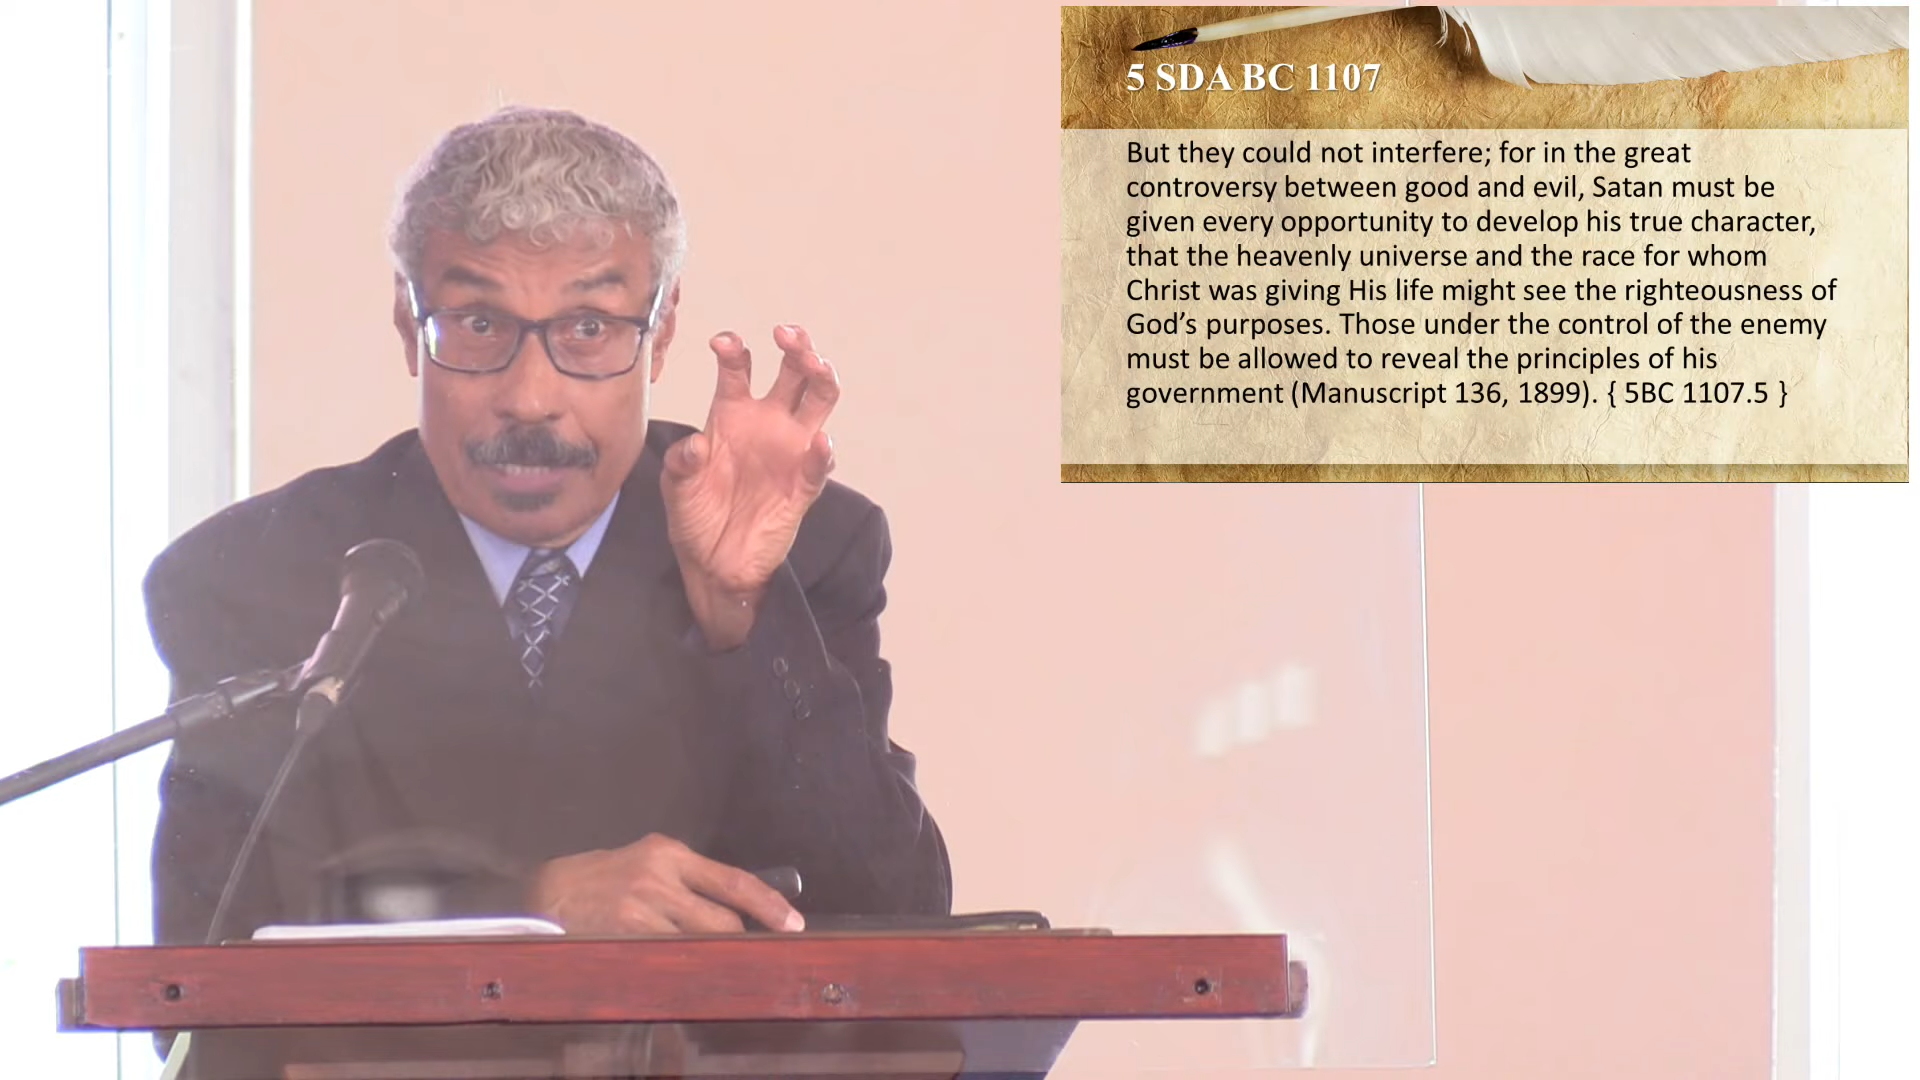 5 SDA BC 1107
But they could not interfere; for in the great
controversy between good and evil, Satan must be
given every opportunity to develop his true character,
that the heavenly universe and the race for whom
Christ was giving His life might see the righteousness of
God’s purposes. Those under the control of the enemy
must be allowed to reveal the principles of his
government (Manuscript 136, 1899). { 5BC 1107.5 }